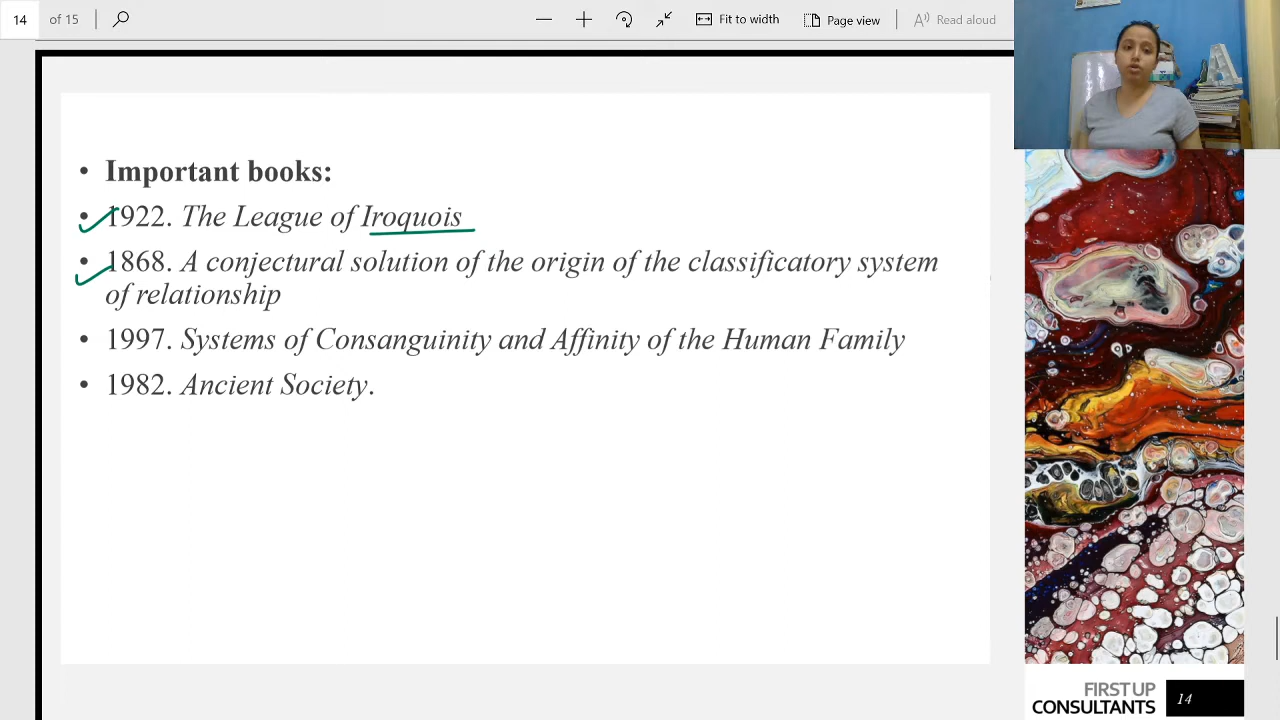 14 of 15 Fit to width Page view Read aloud
• Important books:
• 1922. The League of Iroquois
• 1868. A conjectural solution of the origin of the classificatory system
of relationship
• 1997. Systems of Consanguinity and Affinity of the Human Family
• 1982. Ancient Society.
FIRST UP
CONSULTANTS
14